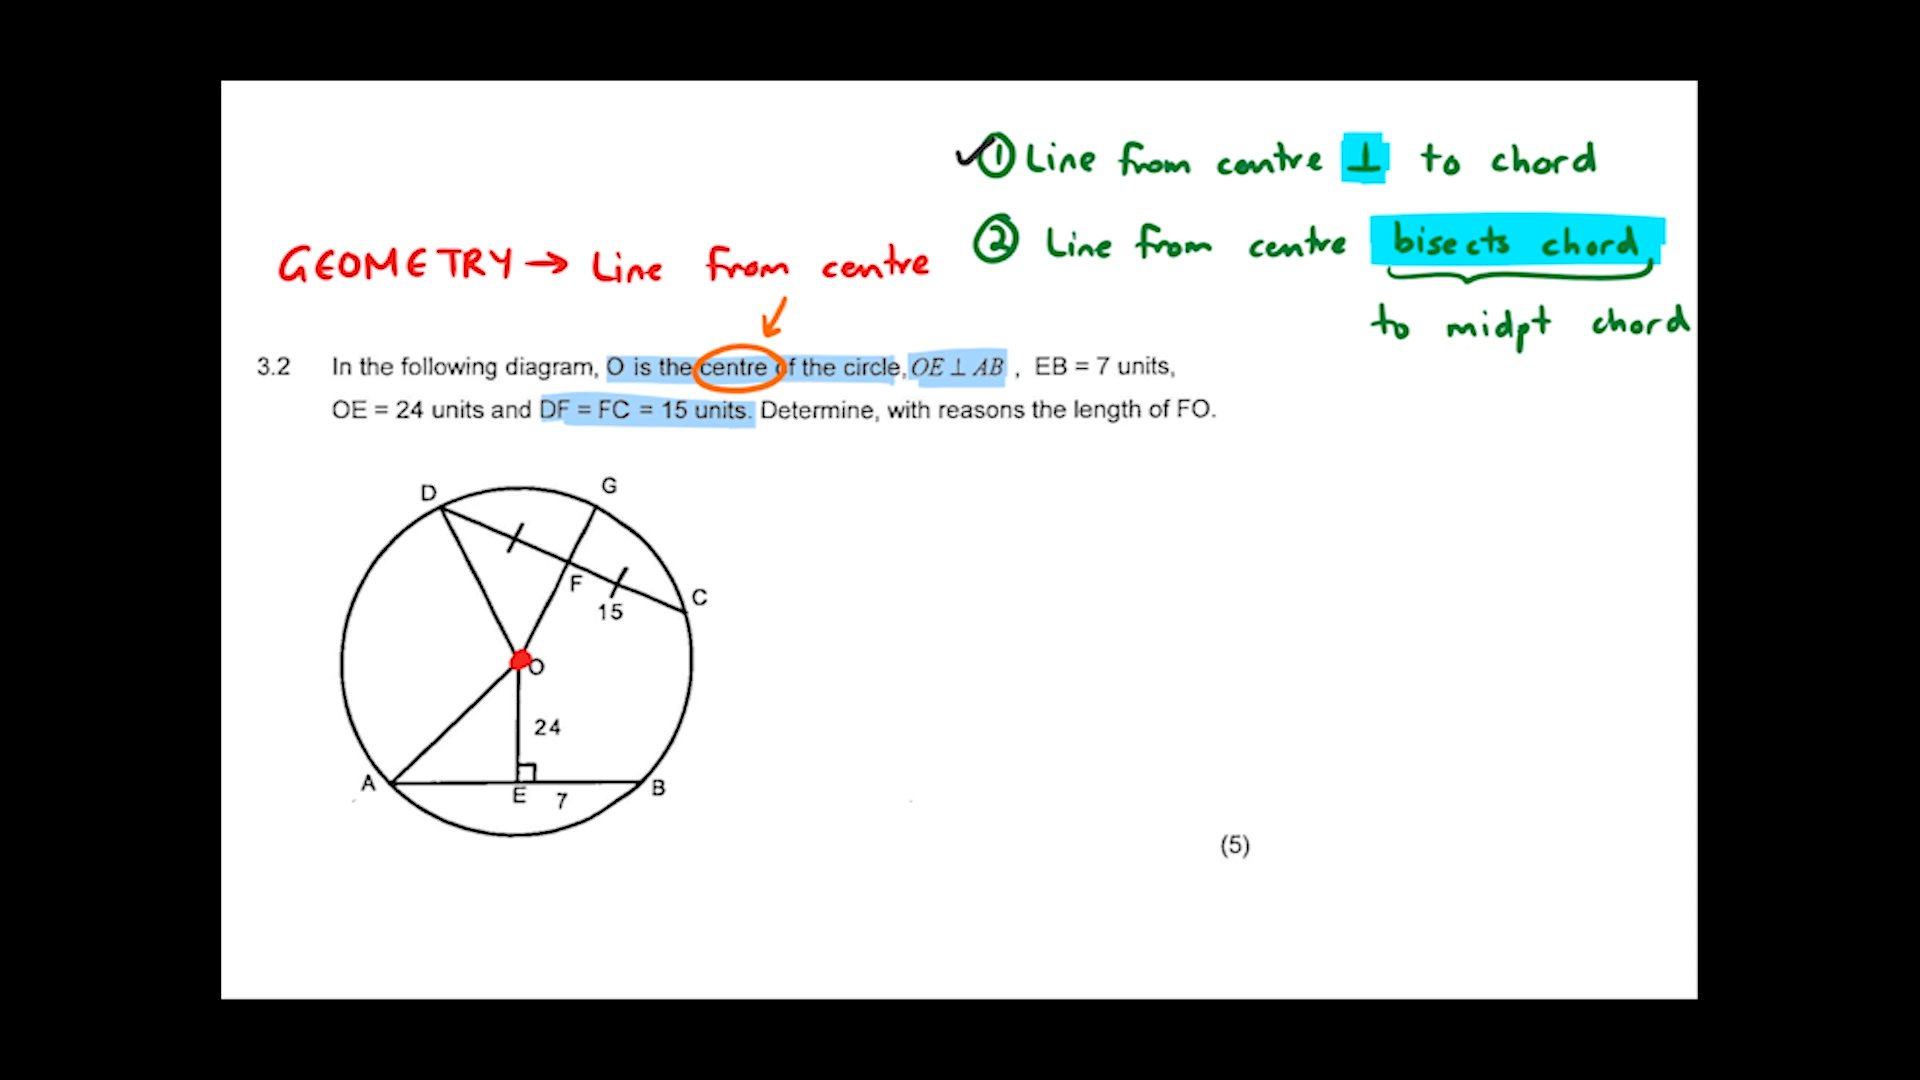 ① Line from centre ⊥ to chord
② Line from centre bisects chord
to midpt chord
GEOMETRY → Line from centre
3.2 In the following diagram, O is the centre of the circle, OE ⊥ AB , EB = 7 units,
OE = 24 units and DF = FC = 15 units. Determine, with reasons the length of FO.
D
G
F
C
15
O
24
A
E
7
B
(5)